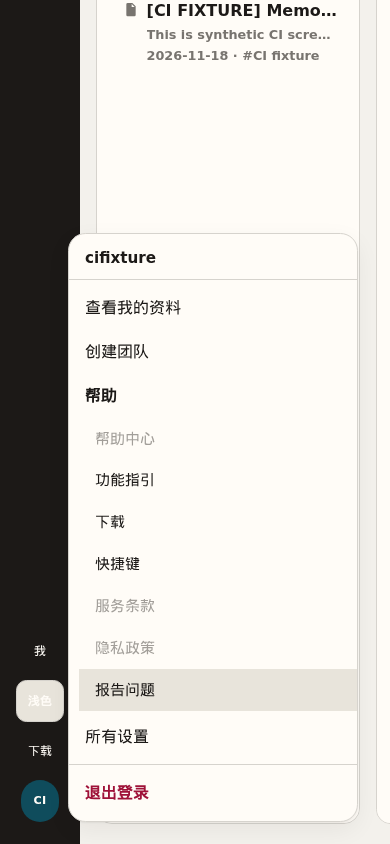 [CI FIXTURE] Memo…
This is synthetic CI scre…
2026-11-18 · #CI fixture
cifixture
查看我的资料
创建团队
帮助
帮助中心
功能指引
下载
快捷键
服务条款
隐私政策
报告问题
所有设置
退出登录
我
浅色
下载
CI